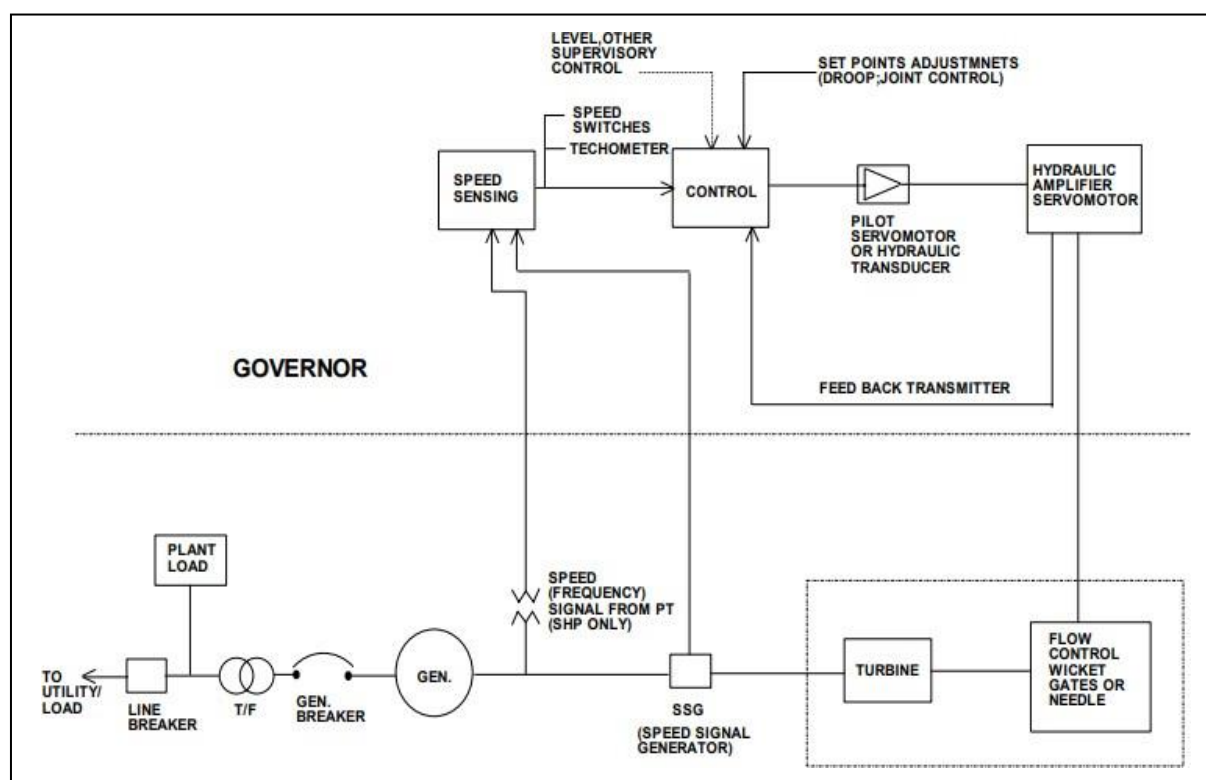 LEVEL,OTHER
SUPERVISORY
CONTROL
SET POINTS ADJUSTMNETS
(DROOP;JOINT CONTROL)
SPEED
SWITCHES
TECHOMETER
SPEED
SENSING
CONTROL
HYDRAULIC
AMPLIFIER
SERVOMOTOR
PILOT
SERVOMOTOR
OR HYDRAULIC
TRANSDUCER
GOVERNOR
FEED BACK TRANSMITTER
PLANT
LOAD
SPEED
(FREQUENCY)
SIGNAL FROM PT
(SHP ONLY)
TO
UTILITY/
LOAD
LINE
BREAKER
T/F
GEN.
BREAKER
GEN.
SSG
(SPEED SIGNAL
GENERATOR)
TURBINE
FLOW
CONTROL
WICKET
GATES OR
NEEDLE